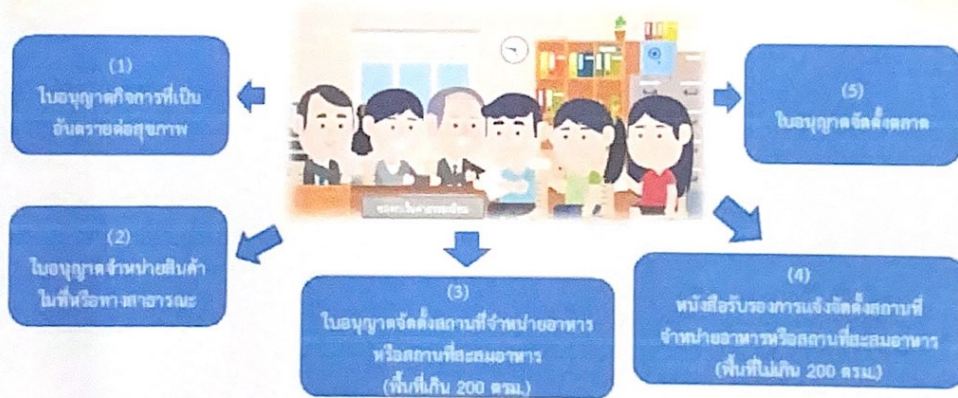 (1)
ใบอนุญาตกิจการที่เป็น
อันตรายต่อสุขภาพ
(2)
ใบอนุญาตจำหน่ายสินค้า
ในที่หรือทางสาธารณะ
(3)
ใบอนุญาตจัดตั้งสถานที่จำหน่ายอาหาร
หรือสถานที่สะสมอาหาร
(พื้นที่เกิน 200 ตรม.)
(4)
หนังสือรับรองการแจ้งจัดตั้งสถานที่
จำหน่ายอาหารหรือสถานที่สะสมอาหาร
(พื้นที่ไม่เกิน 200 ตรม.)
(5)
ใบอนุญาตจัดตั้งตลาด